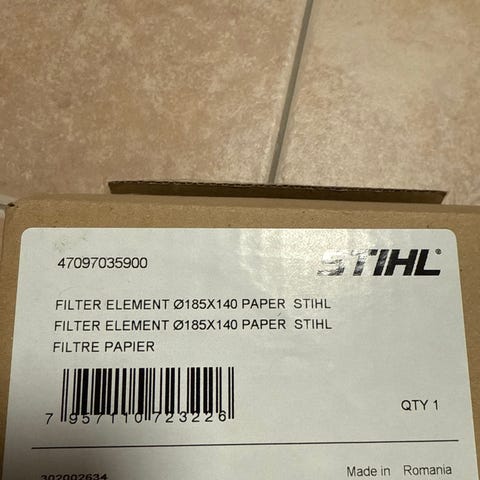 47097035900
STIHL®
FILTER ELEMENT Ø185X140 PAPER STIHL
FILTER ELEMENT Ø185X140 PAPER STIHL
FILTRE PAPIER
7 957110 723226
QTY 1
302002634
Made in Romania